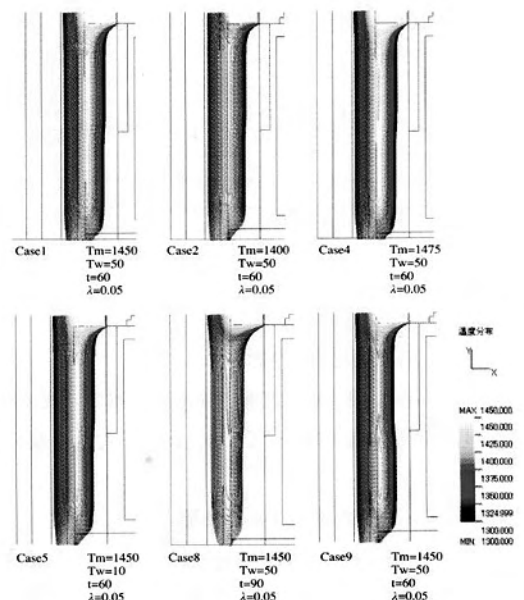 Case1 Tm=1450
Tw=50
t=60
λ=0.05
Case2 Tm=1400
Tw=50
t=60
λ=0.05
Case4 Tm=1475
Tw=50
t=60
λ=0.05
Case5 Tm=1450
Tw=10
t=60
λ=0.05
Case8 Tm=1450
Tw=50
t=90
λ=0.05
Case9 Tm=1450
Tw=50
t=60
λ=0.05
温度分布
Y
X
MAX 1450.000
1450.000
1425.000
1400.000
1375.000
1350.000
1324.999
1300.000
MIN 1300.000